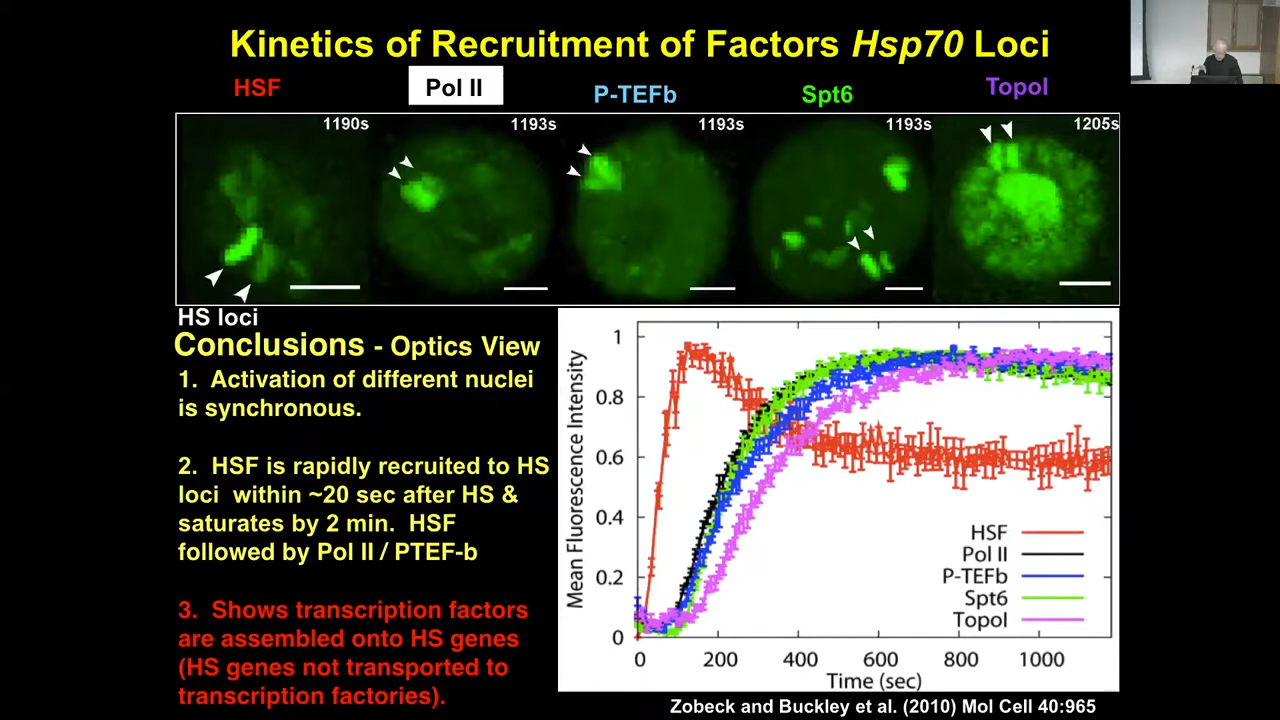 Kinetics of Recruitment of Factors Hsp70 Loci
HSF
Pol II
P-TEFb
Spt6
TopoI
1190s
1193s
1193s
1193s
1205s
HS loci
Conclusions - Optics View
1. Activation of different nuclei
is synchronous.
2. HSF is rapidly recruited to HS
loci within ~20 sec after HS &
saturates by 2 min. HSF
followed by Pol II / PTEF-b
3. Shows transcription factors
are assembled onto HS genes
(HS genes not transported to
transcription factories).
Mean Fluorescence Intensity
1
0.8
0.6
0.4
0.2
0
0 200 400 600 800 1000
Time (sec)
HSF
Pol II
P-TEFb
Spt6
TopoI
Zobeck and Buckley et al. (2010) Mol Cell 40:965